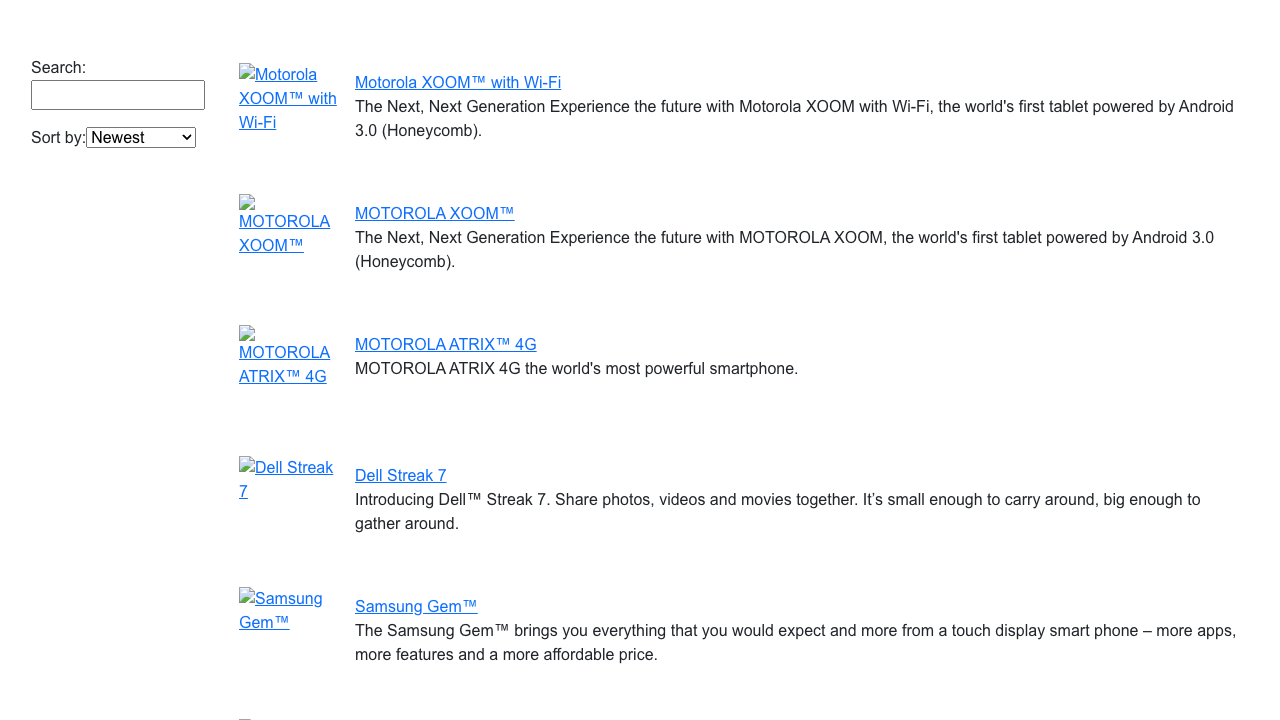 Search:
Sort by: Newest
Motorola XOOM™ with Wi-Fi
Motorola XOOM™ with Wi-Fi
The Next, Next Generation Experience the future with Motorola XOOM with Wi-Fi, the world's first tablet powered by Android 3.0 (Honeycomb).
MOTOROLA XOOM™
MOTOROLA XOOM™
The Next, Next Generation Experience the future with MOTOROLA XOOM, the world's first tablet powered by Android 3.0 (Honeycomb).
MOTOROLA ATRIX™ 4G
MOTOROLA ATRIX™ 4G
MOTOROLA ATRIX 4G the world's most powerful smartphone.
Dell Streak 7
Dell Streak 7
Introducing Dell™ Streak 7. Share photos, videos and movies together. It’s small enough to carry around, big enough to gather around.
Samsung Gem™
Samsung Gem™
The Samsung Gem™ brings you everything that you would expect and more from a touch display smart phone – more apps, more features and a more affordable price.